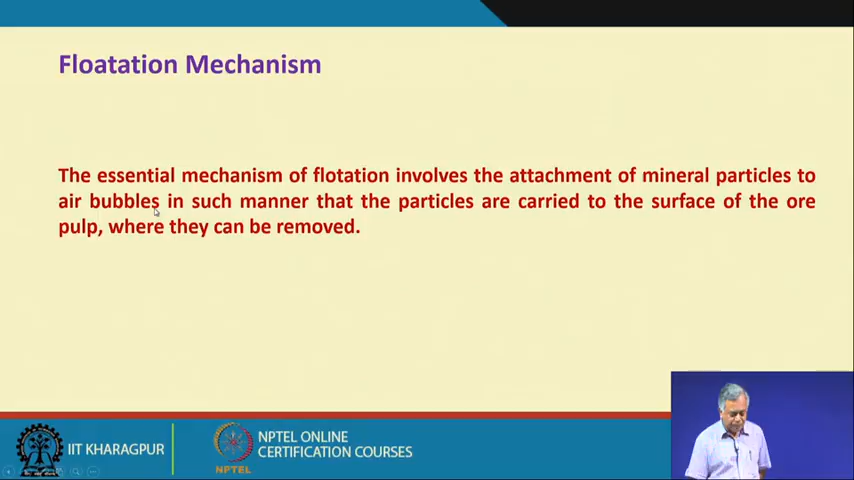 Floatation Mechanism
The essential mechanism of flotation involves the attachment of mineral particles to
air bubbles in such manner that the particles are carried to the surface of the ore
pulp, where they can be removed.
IIT KHARAGPUR
NPTEL
NPTEL ONLINE
CERTIFICATION COURSES